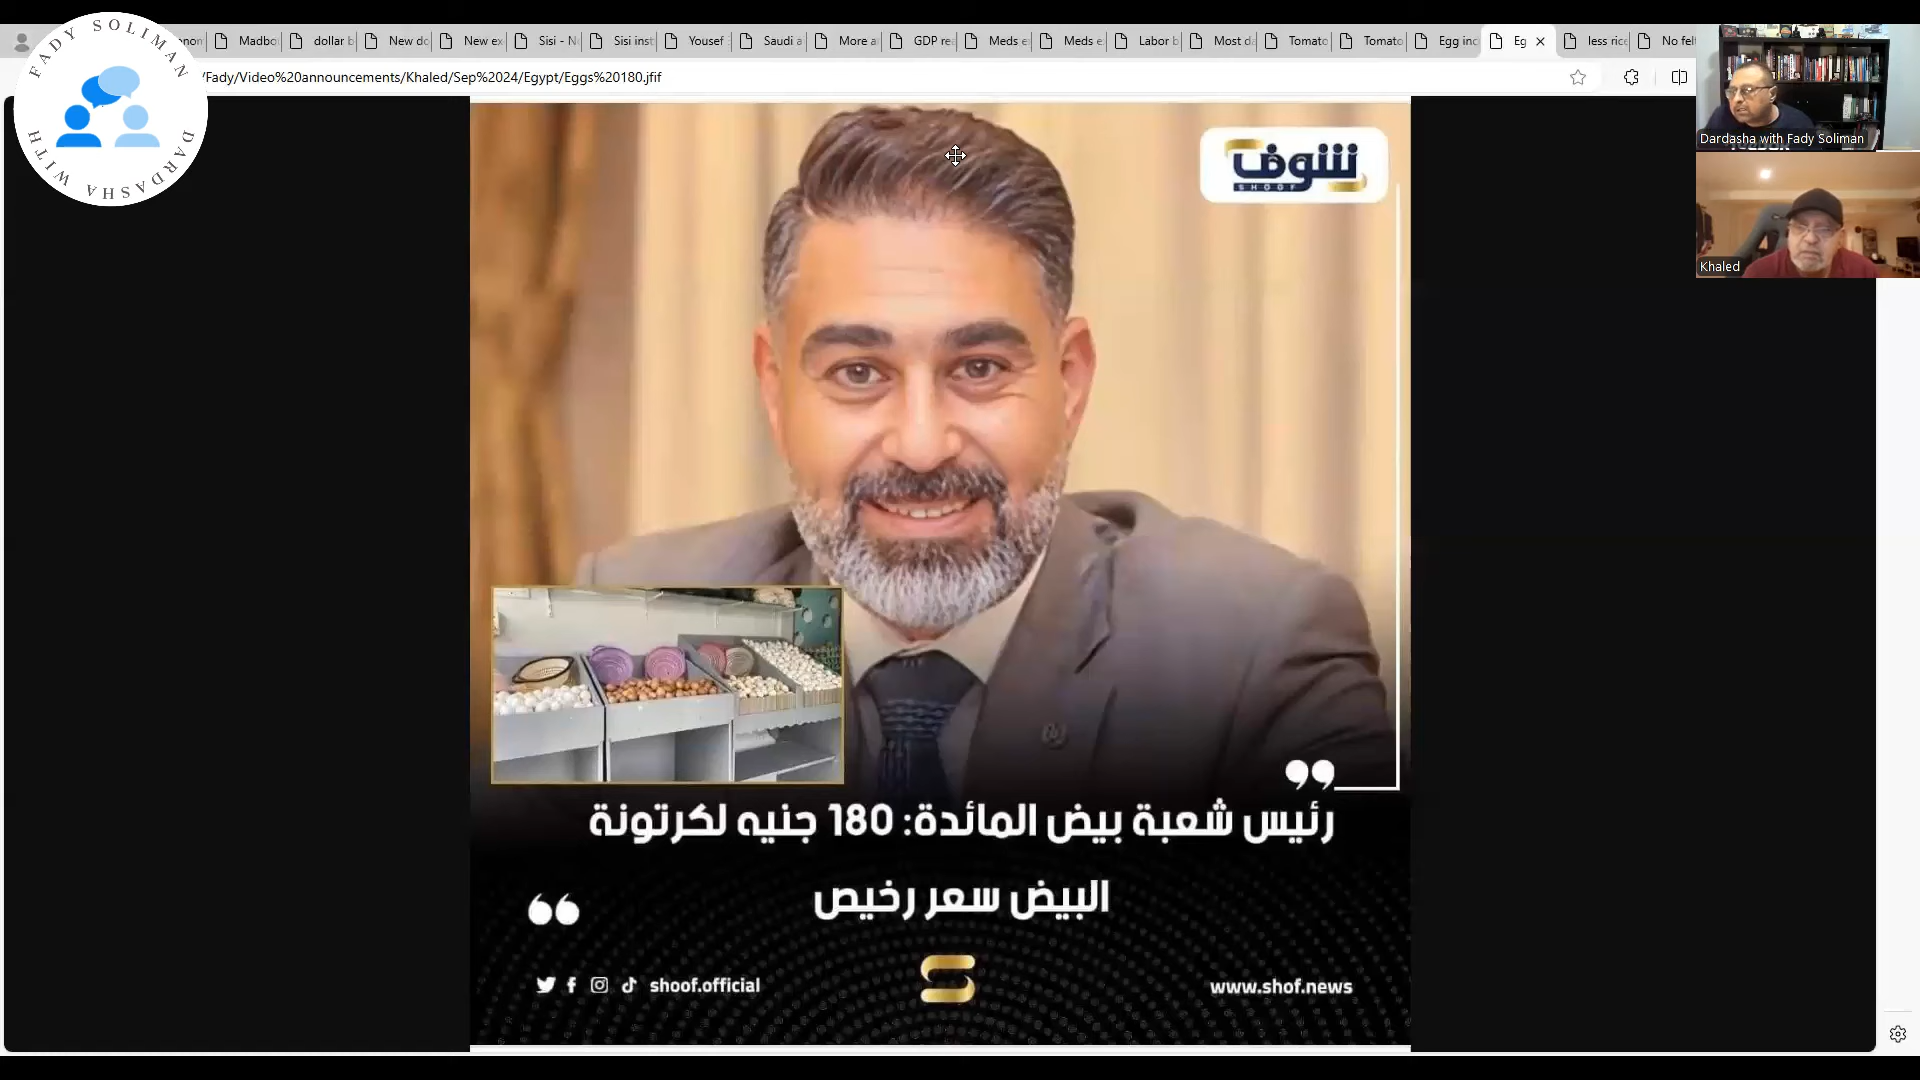 FADY SOLIMAN
DARDASHA WITH
Madbo
dollar b
New do
New ex
Sisi - N
Sisi inst
Yousef
Saudi a
More a
GDP re
Meds e
Meds e
Labor b
Most d
Tomato
Tomato
Egg inc
Eg
less rice
No fel
/Fady/Video%20announcements/Khaled/Sep%2024/Egypt/Eggs%20180.jfif
Dardasha with Fady Soliman
Khaled
شوف
SHOOF
رئيس شعبة بيض المائدة: 180 جنيه لكرتونة
البيض سعر رخيص
shoof.official
www.shof.news